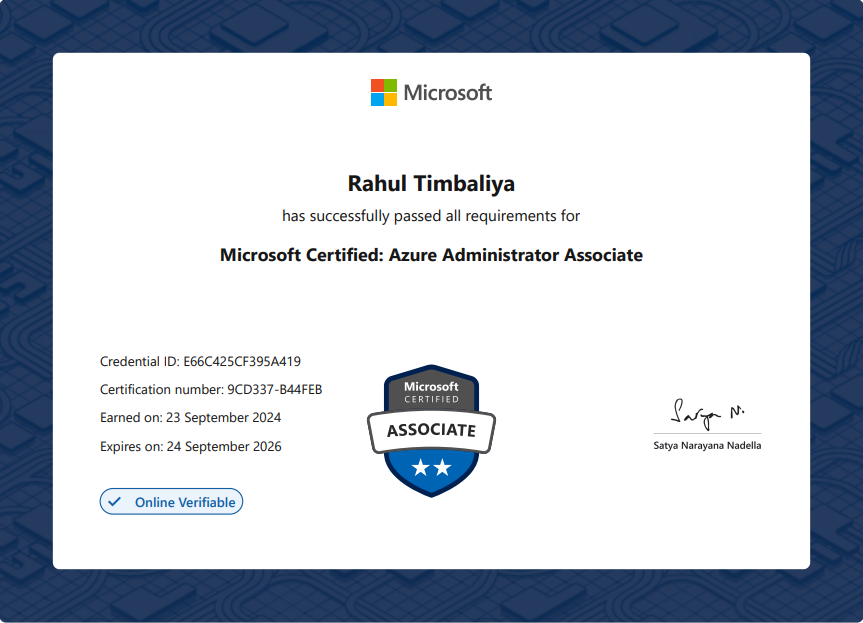 Microsoft
Rahul Timbaliya
has successfully passed all requirements for
Microsoft Certified: Azure Administrator Associate
Credential ID: E66C425CF395A419
Certification number: 9CD337-B44FEB
Earned on: 23 September 2024
Expires on: 24 September 2026
Online Verifiable
Microsoft
CERTIFIED
ASSOCIATE
Satya N.
Satya Narayana Nadella